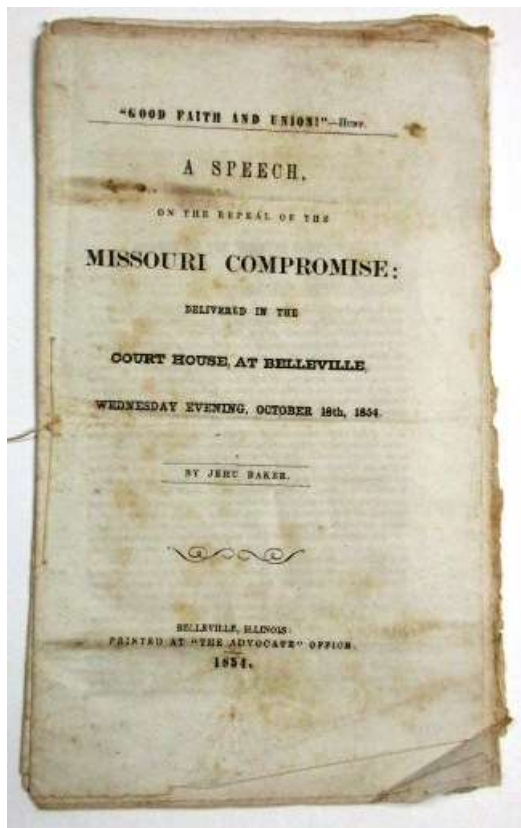 "GOOD FAITH AND UNION!"—HUNT.
A SPEECH,
ON THE REPEAL OF THE
MISSOURI COMPROMISE:
DELIVERED IN THE
COURT HOUSE, AT BELLEVILLE,
WEDNESDAY EVENING, OCTOBER 18th, 1854.
BY JEHU BAKER.
BELLEVILLE, ILLINOIS:
PRINTED AT "THE ADVOCATE" OFFICE.
1854.